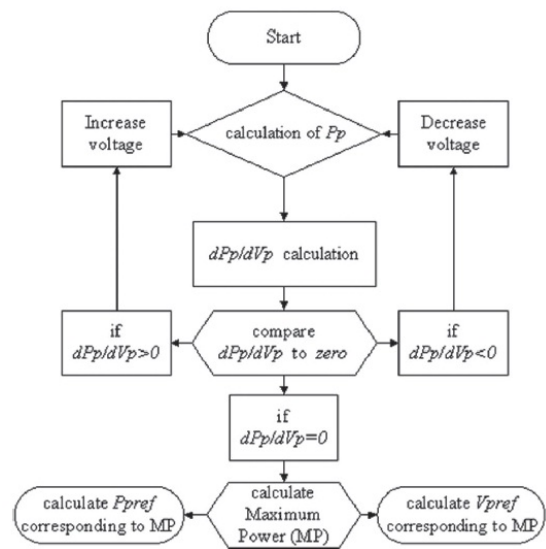 Start
Increase
voltage
calculation of Pp
Decrease
voltage
dPp/dVp calculation
if
dPp/dVp>0
compare
dPp/dVp to zero
if
dPp/dVp<0
if
dPp/dVp=0
calculate Ppref
corresponding to MP
calculate
Maximum
Power (MP)
calculate Vpref
corresponding to MP